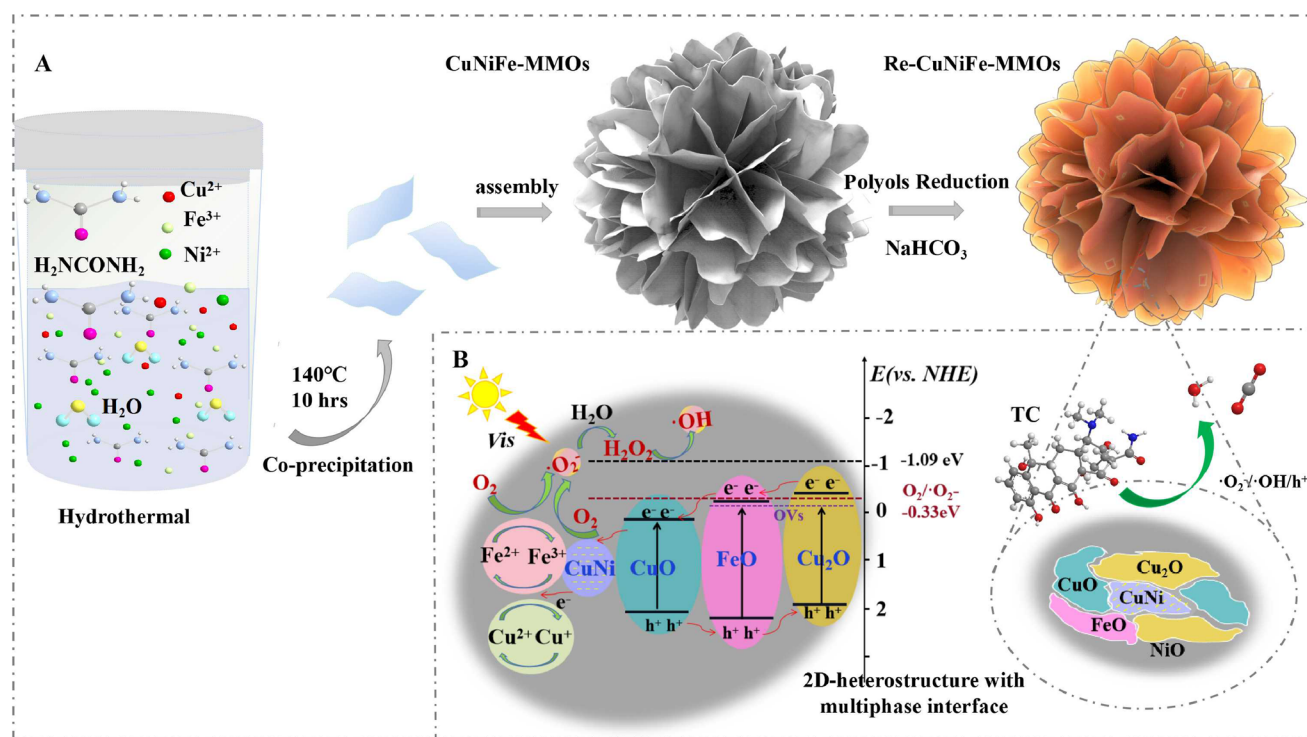 A
CuNiFe-MMOs
Re-CuNiFe-MMOs
Cu²⁺
Fe³⁺
Ni²⁺
H₂NCONH₂
H₂O
Hydrothermal
140°C
10 hrs
Co-precipitation
assembly
Polyols Reduction
NaHCO₃
B
E(vs. NHE)
Vis
H₂O
·OH
H₂O₂
·O₂⁻
O₂
O₂
-2
-1
0
1
2
-1.09 eV
O₂/·O₂⁻
-0.33eV
OVs
e⁻ e⁻
e⁻ e⁻
e⁻ e⁻
Fe²⁺ Fe³⁺
CuNi
CuO
FeO
Cu₂O
e⁻
Cu²⁺ Cu⁺
h⁺ h⁺
h⁺ h⁺
h⁺ h⁺
2D-heterostructure with
multiphase interface
TC
·O₂⁻/·OH/h⁺
Cu₂O
CuO
CuNi
FeO
NiO